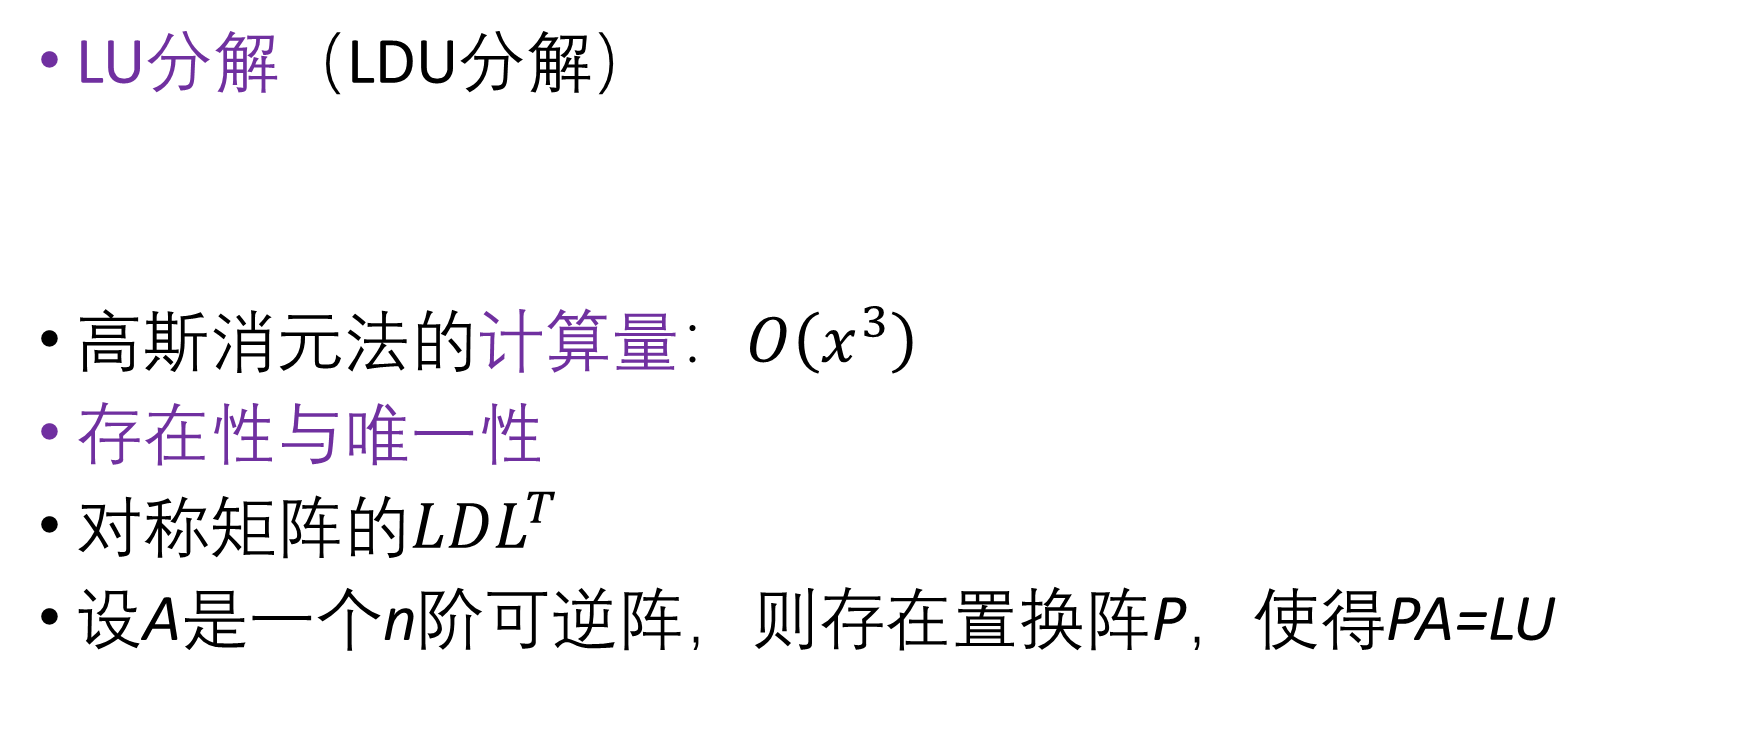 • LU分解（LDU分解）
• 高斯消元法的计算量：O(x³)
• 存在性与唯一性
• 对称矩阵的LDLᵀ
• 设A是一个n阶可逆阵，则存在置换阵P，使得PA=LU